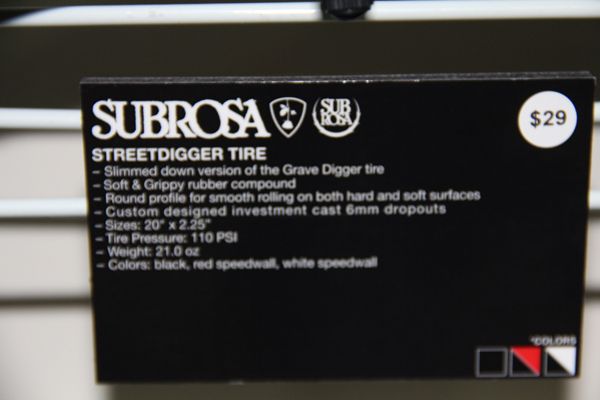 SUBROSA SUB ROSA
$29
STREETDIGGER TIRE
- Slimmed down version of the Grave Digger tire
- Soft & Grippy rubber compound
- Round profile for smooth rolling on both hard and soft surfaces
- Custom designed investment cast 6mm dropouts
- Sizes: 20" x 2.25"
- Tire Pressure: 110 PSI
- Weight: 21.0 oz
- Colors: black, red speedwall, white speedwall
*COLORS